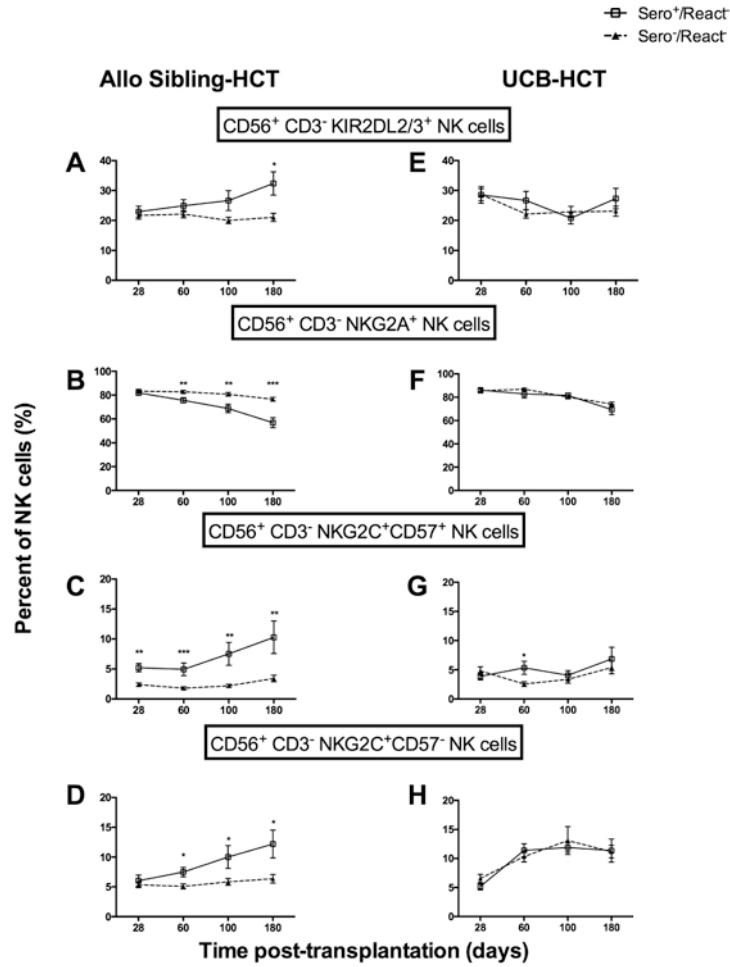 Sero⁺/React⁻
Sero⁻/React⁻
Allo Sibling-HCT
UCB-HCT
CD56⁺ CD3⁻ KIR2DL2/3⁺ NK cells
A
40
30
20
10
0
*
28 60 100 180
E
40
30
20
10
0
28 60 100 180
CD56⁺ CD3⁻ NKG2A⁺ NK cells
B
100
80
60
40
20
0
** ** ***
28 60 100 180
F
100
80
60
40
20
0
28 60 100 180
Percent of NK cells (%)
CD56⁺ CD3⁻ NKG2C⁺CD57⁺ NK cells
C
20
15
10
5
0
** *** ** **
28 60 100 180
G
20
15
10
5
0
*
28 60 100 180
CD56⁺ CD3⁻ NKG2C⁺CD57⁻ NK cells
D
20
15
10
5
0
* * *
28 60 100 180
H
20
15
10
5
0
28 60 100 180
Time post-transplantation (days)